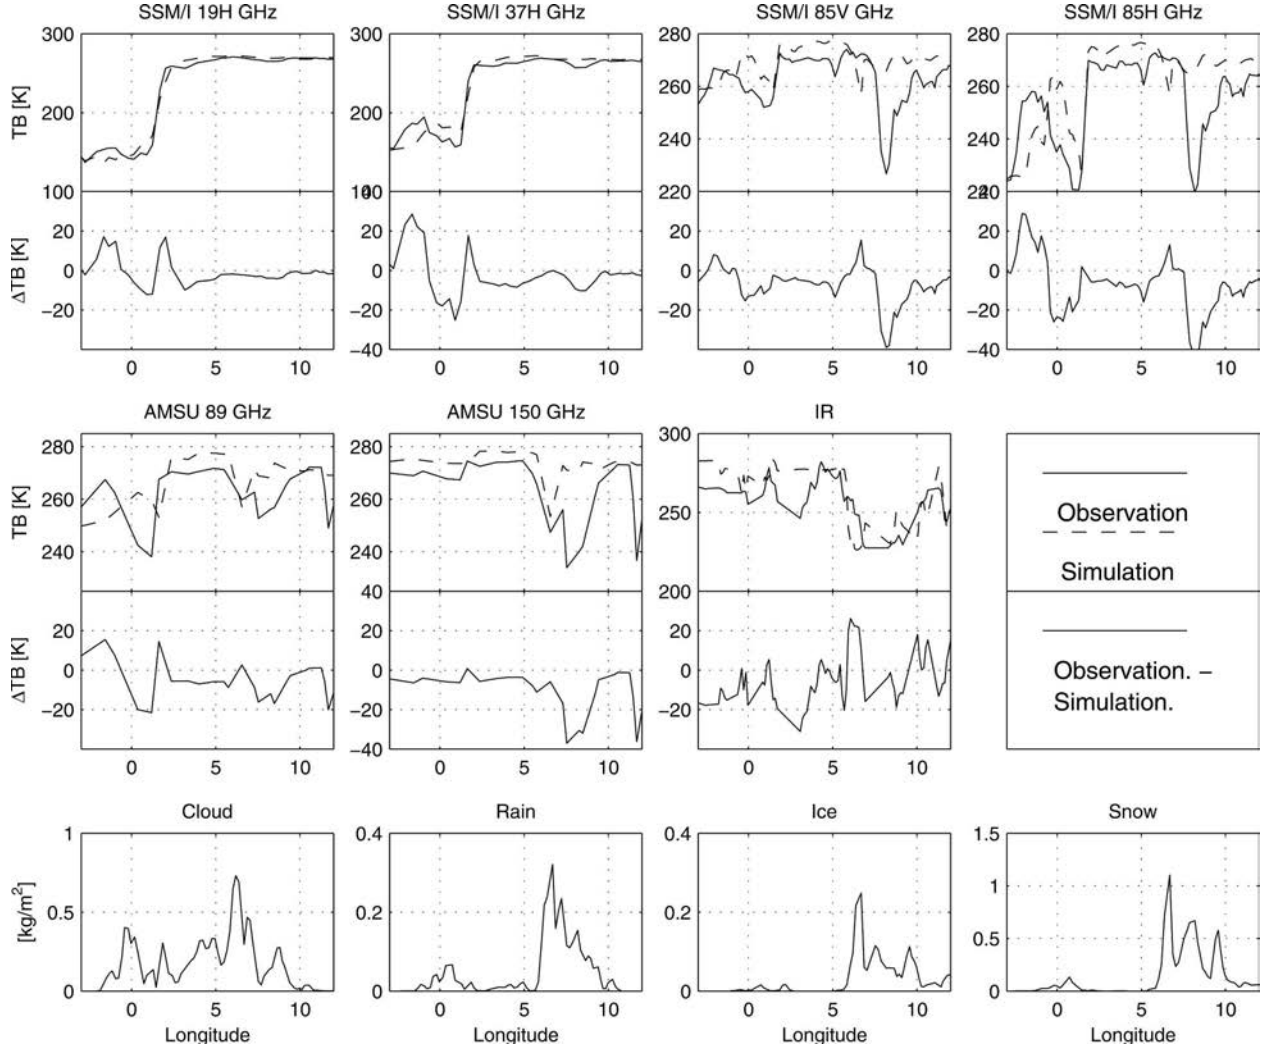 SSM/I 19H GHz SSM/I 37H GHz SSM/I 85V GHz SSM/I 85H GHz
300 300 280 280
260 260
200 200
240 240
100 220
20 20 20 20
0 0 0 0
−20 −20 −20 −20
−40 −40 −40
TB [K]
ΔTB [K]
0 5 10 0 5 10 0 5 10 0 5 10
AMSU 89 GHz AMSU 150 GHz IR
280 280 300
260 260 250
240 240
40 200
20 20 20
0 0 0
−20 −20 −20
−40
TB [K]
ΔTB [K]
0 5 10 0 5 10 0 5 10
Observation
Simulation
Observation. −
Simulation.
Cloud Rain Ice Snow
1 0.4 0.4 1.5
1
0.5 0.2 0.2 0.5
0 0 0 0
[kg/m²]
0 5 10 0 5 10 0 5 10 0 5 10
Longitude Longitude Longitude Longitude